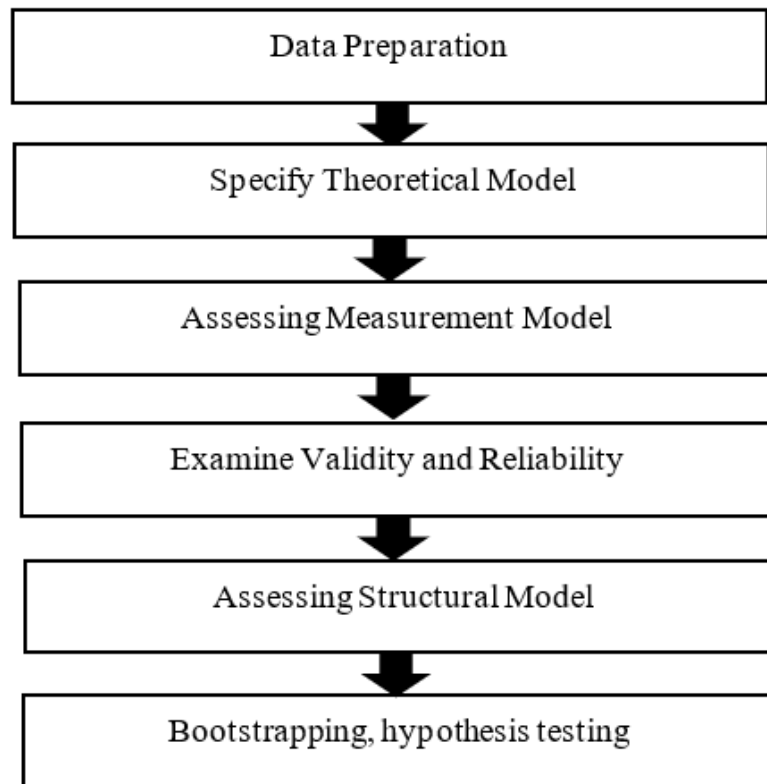 Data Preparation
Specify Theoretical Model
Assessing Measurement Model
Examine Validity and Reliability
Assessing Structural Model
Bootstrapping, hypothesis testing